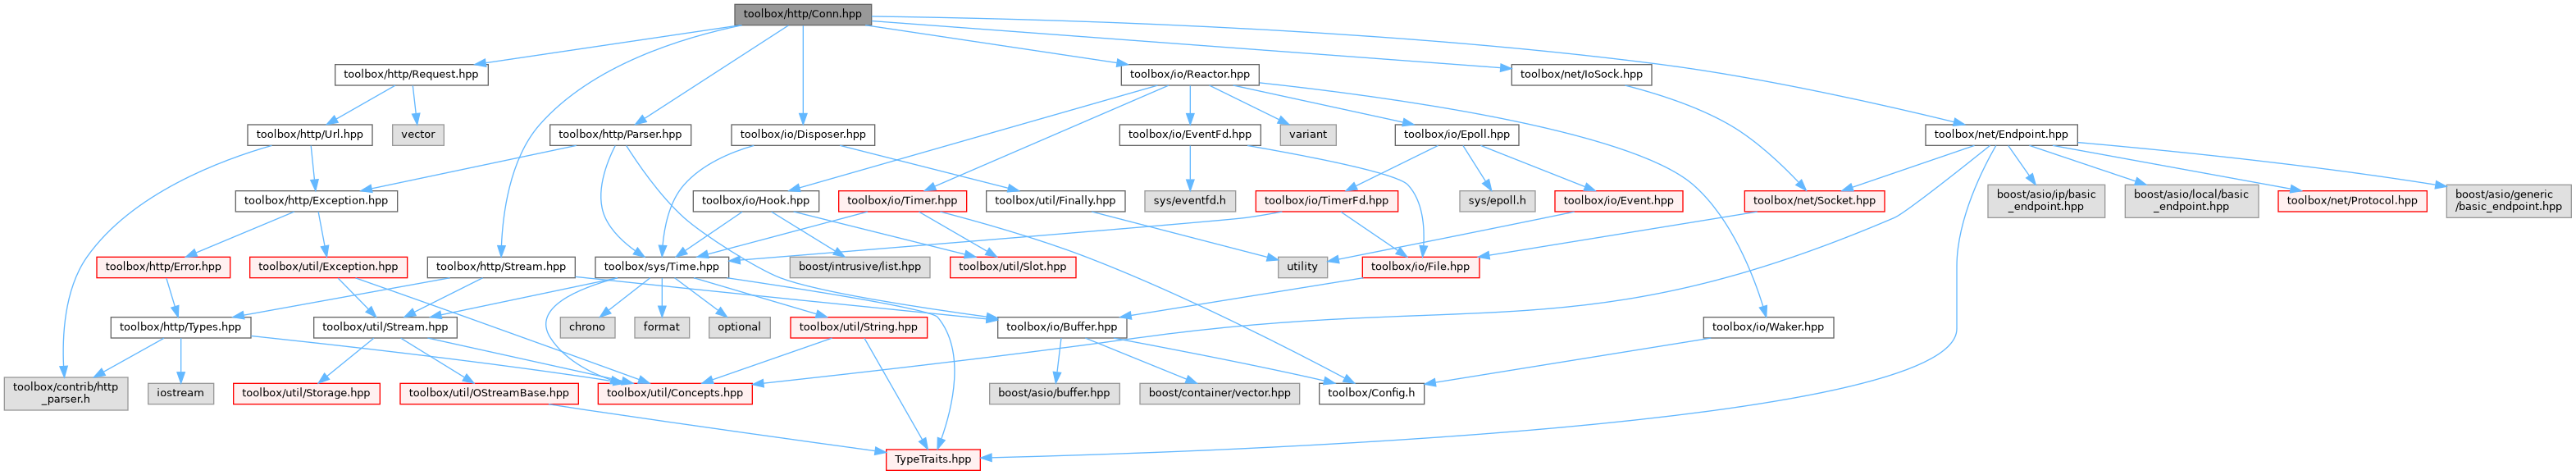 toolbox/http/Conn.hpp
toolbox/http/Request.hpp
toolbox/io/Reactor.hpp
toolbox/net/IoSock.hpp
toolbox/http/Url.hpp
vector
toolbox/http/Parser.hpp
toolbox/io/Disposer.hpp
toolbox/io/EventFd.hpp
variant
toolbox/io/Epoll.hpp
toolbox/net/Endpoint.hpp
toolbox/http/Exception.hpp
toolbox/io/Hook.hpp
toolbox/io/Timer.hpp
toolbox/util/Finally.hpp
sys/eventfd.h
toolbox/io/TimerFd.hpp
sys/epoll.h
toolbox/io/Event.hpp
toolbox/net/Socket.hpp
boost/asio/ip/basic
_endpoint.hpp
boost/asio/local/basic
_endpoint.hpp
toolbox/net/Protocol.hpp
boost/asio/generic
/basic_endpoint.hpp
toolbox/http/Error.hpp
toolbox/util/Exception.hpp
toolbox/http/Stream.hpp
toolbox/sys/Time.hpp
boost/intrusive/list.hpp
toolbox/util/Slot.hpp
utility
toolbox/io/File.hpp
toolbox/http/Types.hpp
toolbox/util/Stream.hpp
chrono
format
optional
toolbox/util/String.hpp
toolbox/io/Buffer.hpp
toolbox/io/Waker.hpp
toolbox/contrib/http
_parser.h
iostream
toolbox/util/Storage.hpp
toolbox/util/OStreamBase.hpp
toolbox/util/Concepts.hpp
boost/asio/buffer.hpp
boost/container/vector.hpp
toolbox/Config.h
TypeTraits.hpp